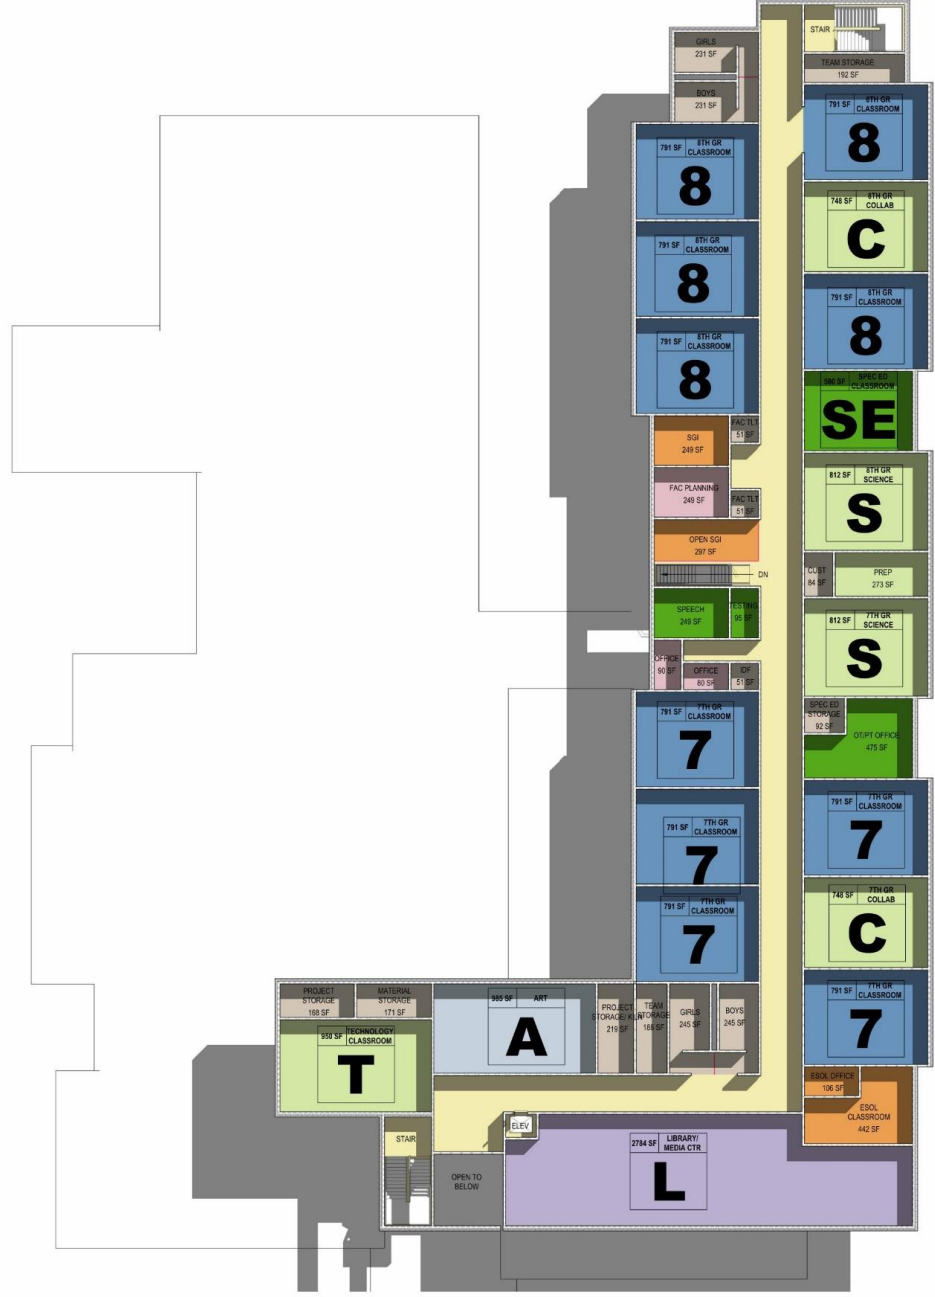 STAIR
GIRLS
231 SF
TEAM STORAGE
192 SF
BOYS
231 SF
791 SF 8TH GR
CLASSROOM
8
791 SF 8TH GR
CLASSROOM
8
748 SF 8TH GR
COLLAB
C
791 SF 8TH GR
CLASSROOM
8
791 SF 8TH GR
CLASSROOM
8
791 SF 8TH GR
CLASSROOM
8
590 SF SPEC ED
CLASSROOM
SE
SGI
249 SF
FAC TLT
51 SF
FAC PLANNING
249 SF
FAC TLT
51 SF
812 SF 8TH GR
SCIENCE
S
OPEN SGI
297 SF
DN
CUST
84 SF
PREP
273 SF
SPEECH
249 SF
TESTING
95 SF
812 SF 7TH GR
SCIENCE
S
OFFICE
90 SF
OFFICE
80 SF
IDF
51 SF
SPEC ED
STORAGE
92 SF
OT/PT OFFICE
475 SF
791 SF 7TH GR
CLASSROOM
7
791 SF 7TH GR
CLASSROOM
7
791 SF 7TH GR
CLASSROOM
7
748 SF 7TH GR
COLLAB
C
791 SF 7TH GR
CLASSROOM
7
791 SF 7TH GR
CLASSROOM
7
PROJECT
STORAGE
168 SF
MATERIAL
STORAGE
171 SF
985 SF ART
A
PROJECT
STORAGE/ KILN
219 SF
TEAM
STORAGE
188 SF
GIRLS
245 SF
BOYS
245 SF
950 SF TECHNOLOGY
CLASSROOM
T
ESOL OFFICE
106 SF
ESOL
CLASSROOM
442 SF
ELEV
STAIR
2784 SF LIBRARY/
MEDIA CTR
L
OPEN TO
BELOW